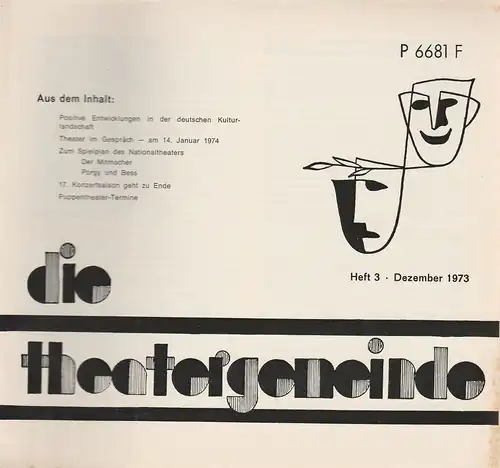 P 6681 F
Aus dem Inhalt:
Positive Entwicklungen in der deutschen Kultur-
landschaft
Theater im Gespräch — am 14. Januar 1974
Zum Spielplan des Nationaltheaters
Der Mitmacher
Porgy und Bess
17. Konzertsaison geht zu Ende
Puppentheater-Termine
Heft 3 · Dezember 1973
die
theatergemeinde